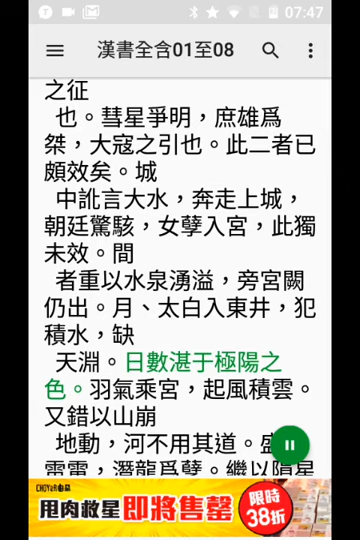 07:47
漢書全含01至08
之征
也。彗星爭明，庶雄爲
桀，大寇之引也。此二者已
頗效矣。城
中訛言大水，奔走上城，
朝廷驚駭，女孽入宮，此獨
未效。間
者重以水泉湧溢，旁宮闕
仍出。月、太白入東井，犯
積水，缺
天淵。日數湛于極陽之
色。羽氣乘宮，起風積雲。
又錯以山崩
地動，河不用其道。盛
雷電，潛龍爲孽。繼以隕星
甩肉救星即將售罄
限時
38折